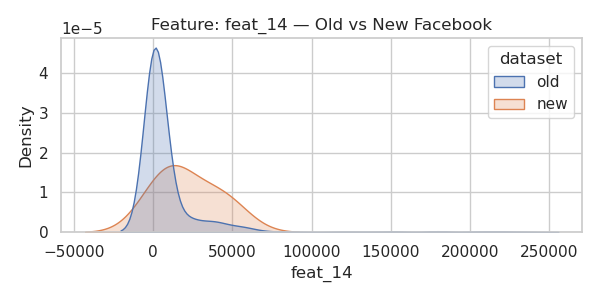 Feature: feat_14 — Old vs New Facebook
1e−5
dataset
old
new
Density
4
3
2
1
0
−50000 0 50000 100000 150000 200000 250000
feat_14